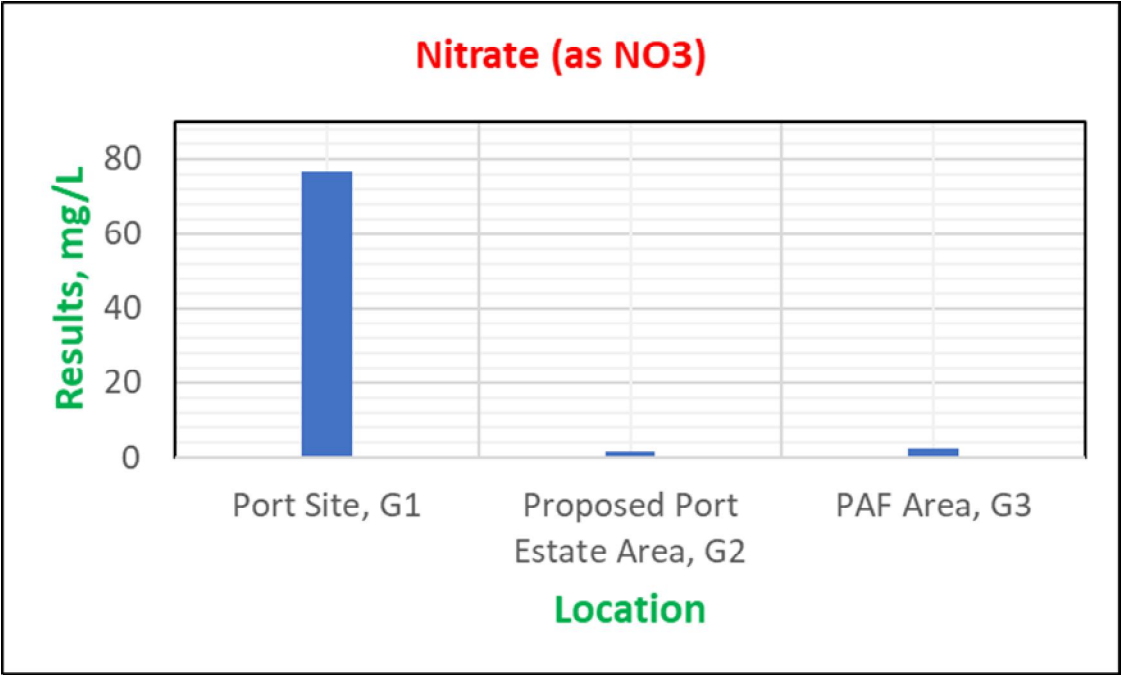 Nitrate (as NO3)
Results, mg/L
80
60
40
20
0
Port Site, G1
Proposed Port
Estate Area, G2
PAF Area, G3
Location